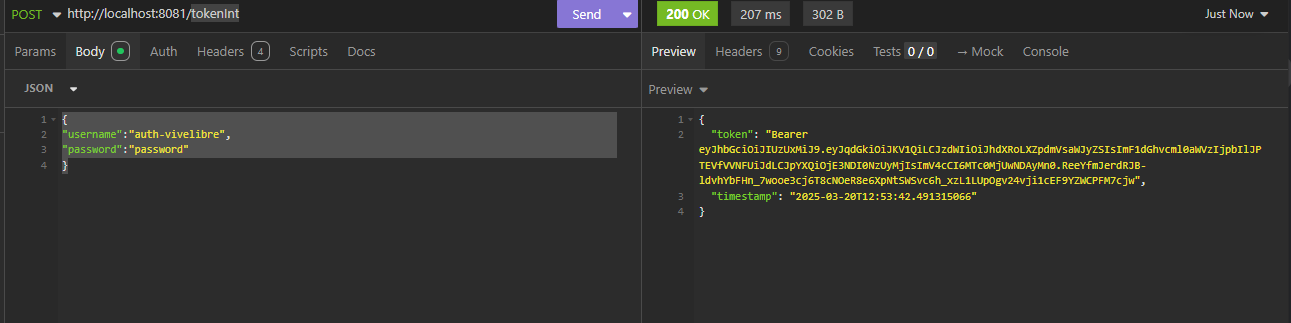 POST http://localhost:8081/tokenInt Send 200 OK 207 ms 302 B Just Now
Params Body Auth Headers 4 Scripts Docs Preview Headers 9 Cookies Tests 0 / 0 → Mock Console
JSON
Preview
1 {
2 "username":"auth-vivelibre",
3 "password":"password"
4 }
1 {
2 "token": "Bearer
eyJhbGciOiJIUzUxMiJ9.eyJqdGkiOiJKV1QiLCJzdWIiOiJhdXRoLXZpdmVsaWJyZSIsImF1dGhvcml0aWVzIjpbIlJP
TEVfVVNFUiJdLCJpYXQiOjE3NDI0NzUyMjIsImV4cCI6MTc0MjUwNDAyMn0.ReeYfmJerdRJB-
ldvhYbFHn_7wooe3cj6T8cNOeR8e6XpNtSWSvc6h_xzL1LUpOgv24vji1cEF9YZWCPFM7cjw",
3 "timestamp": "2025-03-20T12:53:42.491315066"
4 }